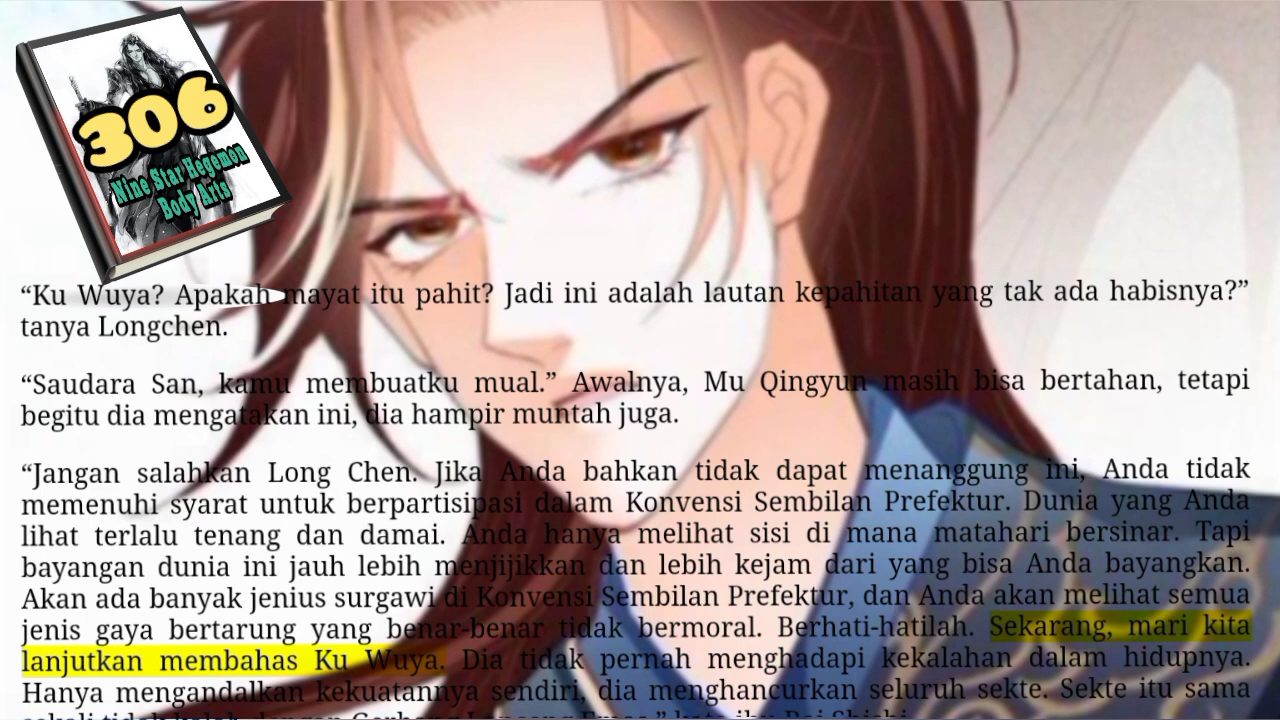 306
Nine Star Hegemon
Body Arts
“Ku Wuya? Apakah mayat itu pahit? Jadi ini adalah lautan kepahitan yang tak ada habisnya?”
tanya Longchen.
“Saudara San, kamu membuatku mual.” Awalnya, Mu Qingyun masih bisa bertahan, tetapi
begitu dia mengatakan ini, dia hampir muntah juga.
“Jangan salahkan Long Chen. Jika Anda bahkan tidak dapat menanggung ini, Anda tidak
memenuhi syarat untuk berpartisipasi dalam Konvensi Sembilan Prefektur. Dunia yang Anda
lihat terlalu tenang dan damai. Anda hanya melihat sisi di mana matahari bersinar. Tapi
bayangan dunia ini jauh lebih menjijikkan dan lebih kejam dari yang bisa Anda bayangkan.
Akan ada banyak jenius surgawi di Konvensi Sembilan Prefektur, dan Anda akan melihat semua
jenis gaya bertarung yang benar-benar tidak bermoral. Berhati-hatilah. Sekarang, mari kita
lanjutkan membahas Ku Wuya. Dia tidak pernah menghadapi kekalahan dalam hidupnya.
Hanya mengandalkan kekuatannya sendiri, dia menghancurkan seluruh sekte. Sekte itu sama